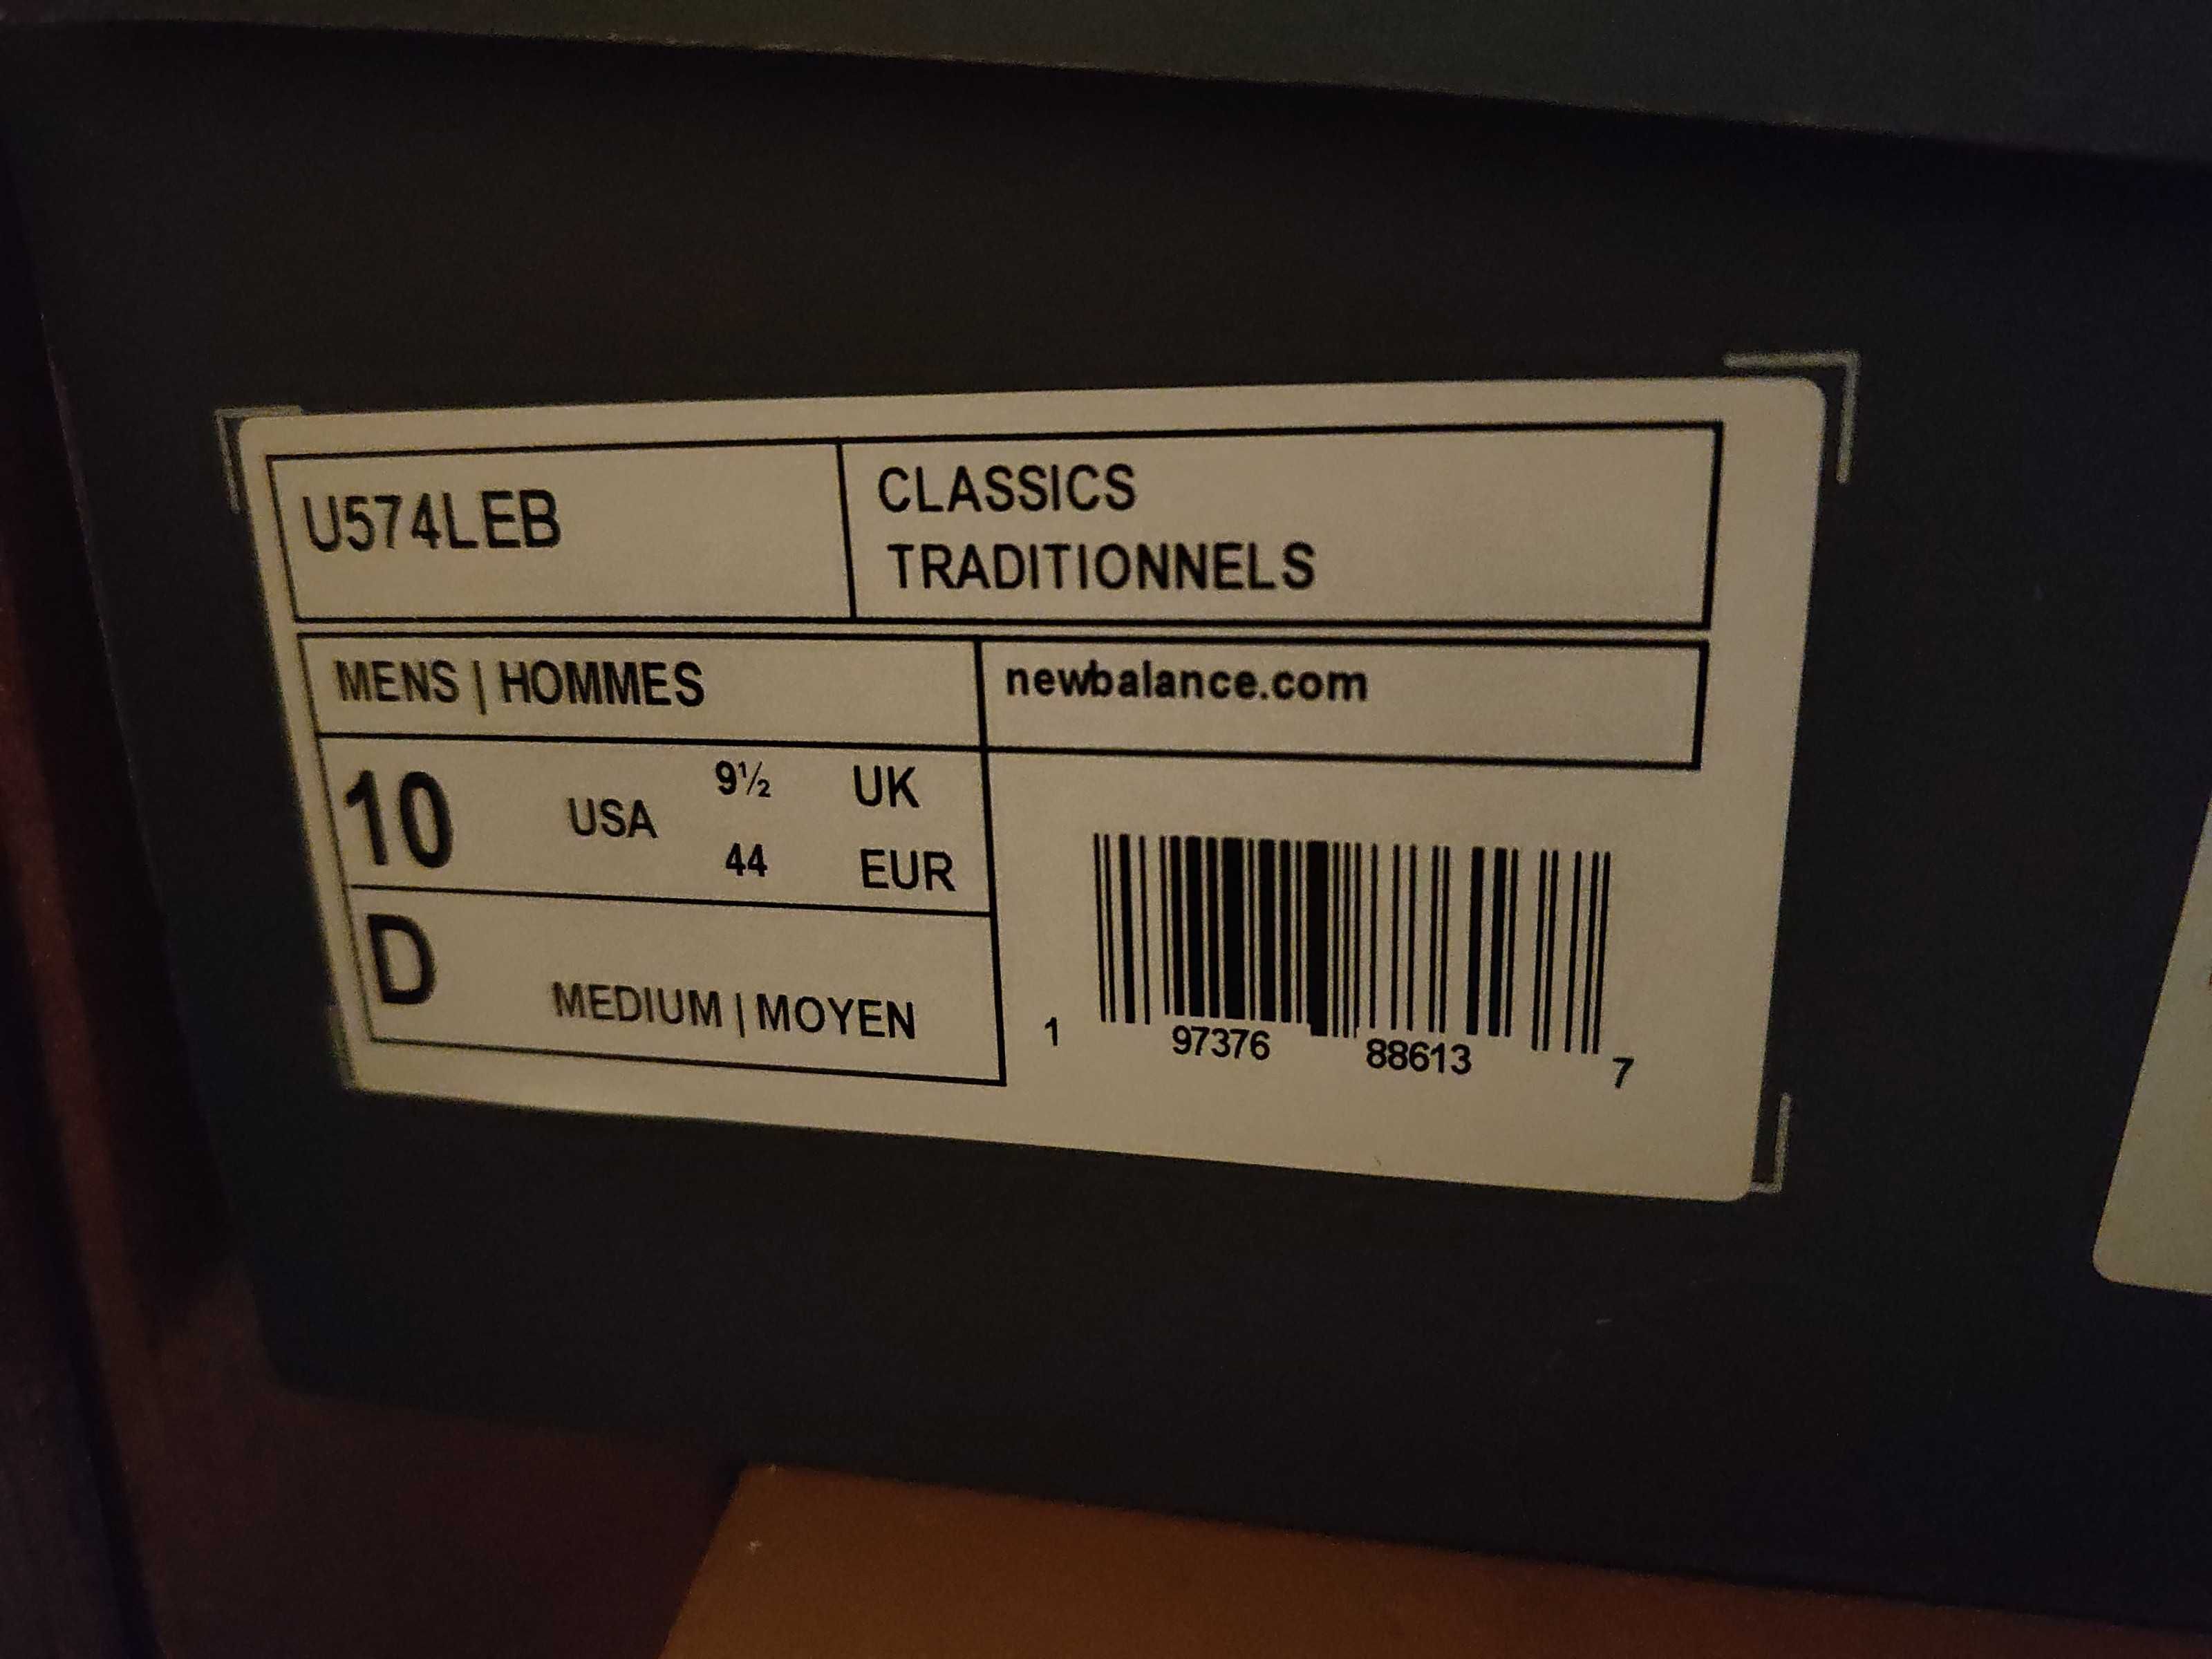 U574LEB
CLASSICS
TRADITIONNELS
MENS | HOMMES
newbalance.com
10 USA 9½ UK
44 EUR
D MEDIUM | MOYEN
1 97376 88613 7